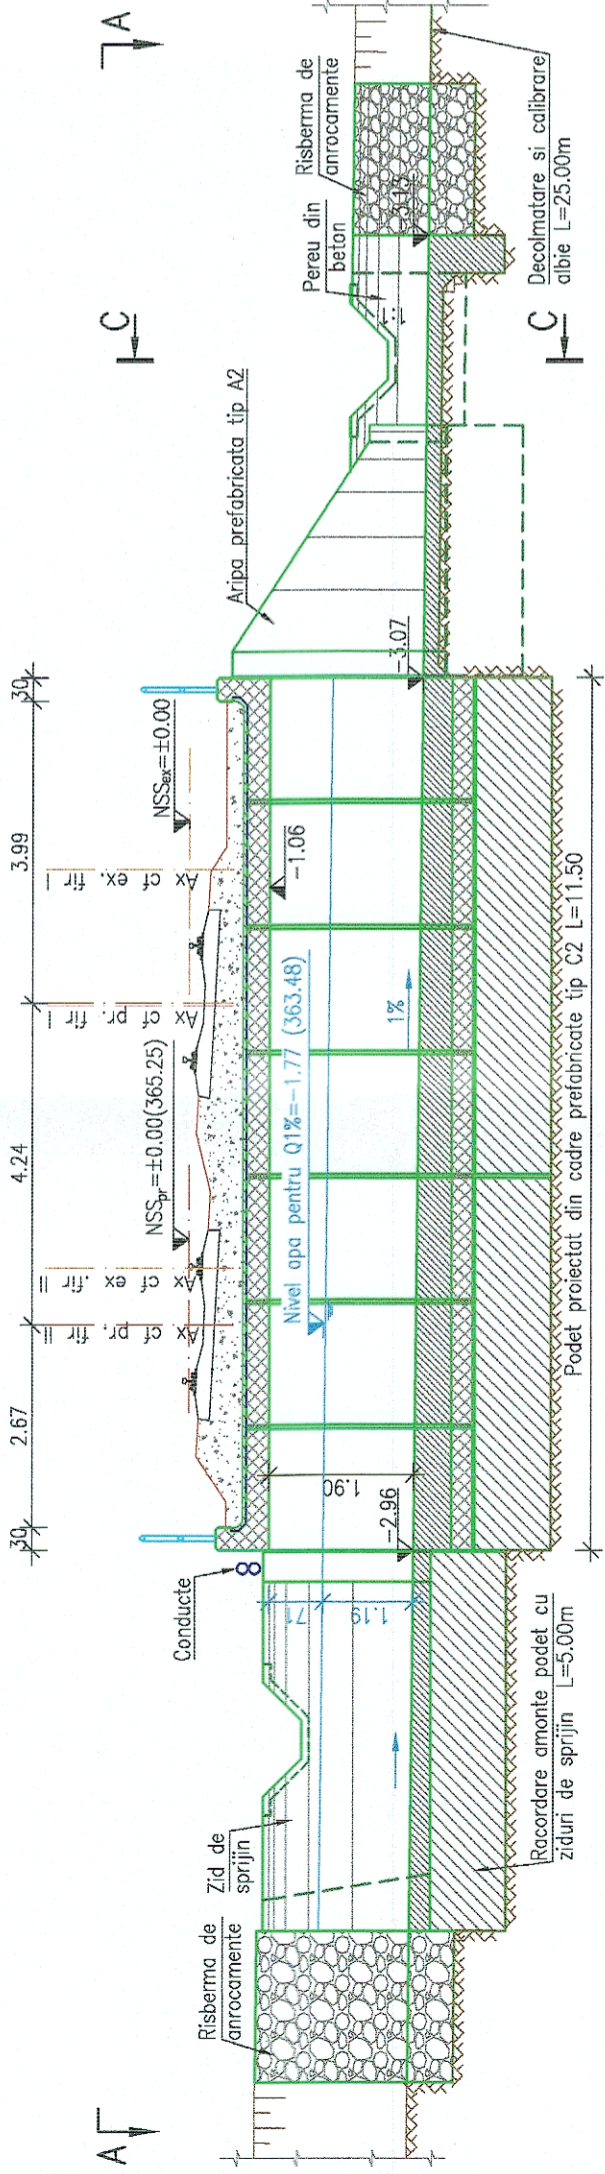 A
A
C
C
30
2.67
4.24
3.99
30
Conducte
Zid de
sprijin
Risberma de
anrocamente
Ax cf pr. fir II
Ax cf ex. fir II
Ax cf pr. fir I
Ax cf ex. fir I
NSSpr=±0.00(365.25)
NSSex=±0.00
Nivel apa pentru Q1%=-1.77 (363.48)
-1.06
1%
1.90
71
1.19
-2.96
-3.07
Aripa prefabricata tip A2
Pereu din
beton
1:1
Risberma de
anrocamente
-3.13
Racordare amonte podet cu
ziduri de sprijin L=5.00m
Podet proiectat din cadre prefabricate tip C2 L=11.50
Decolmatare si calibrare
albie L=25.00m